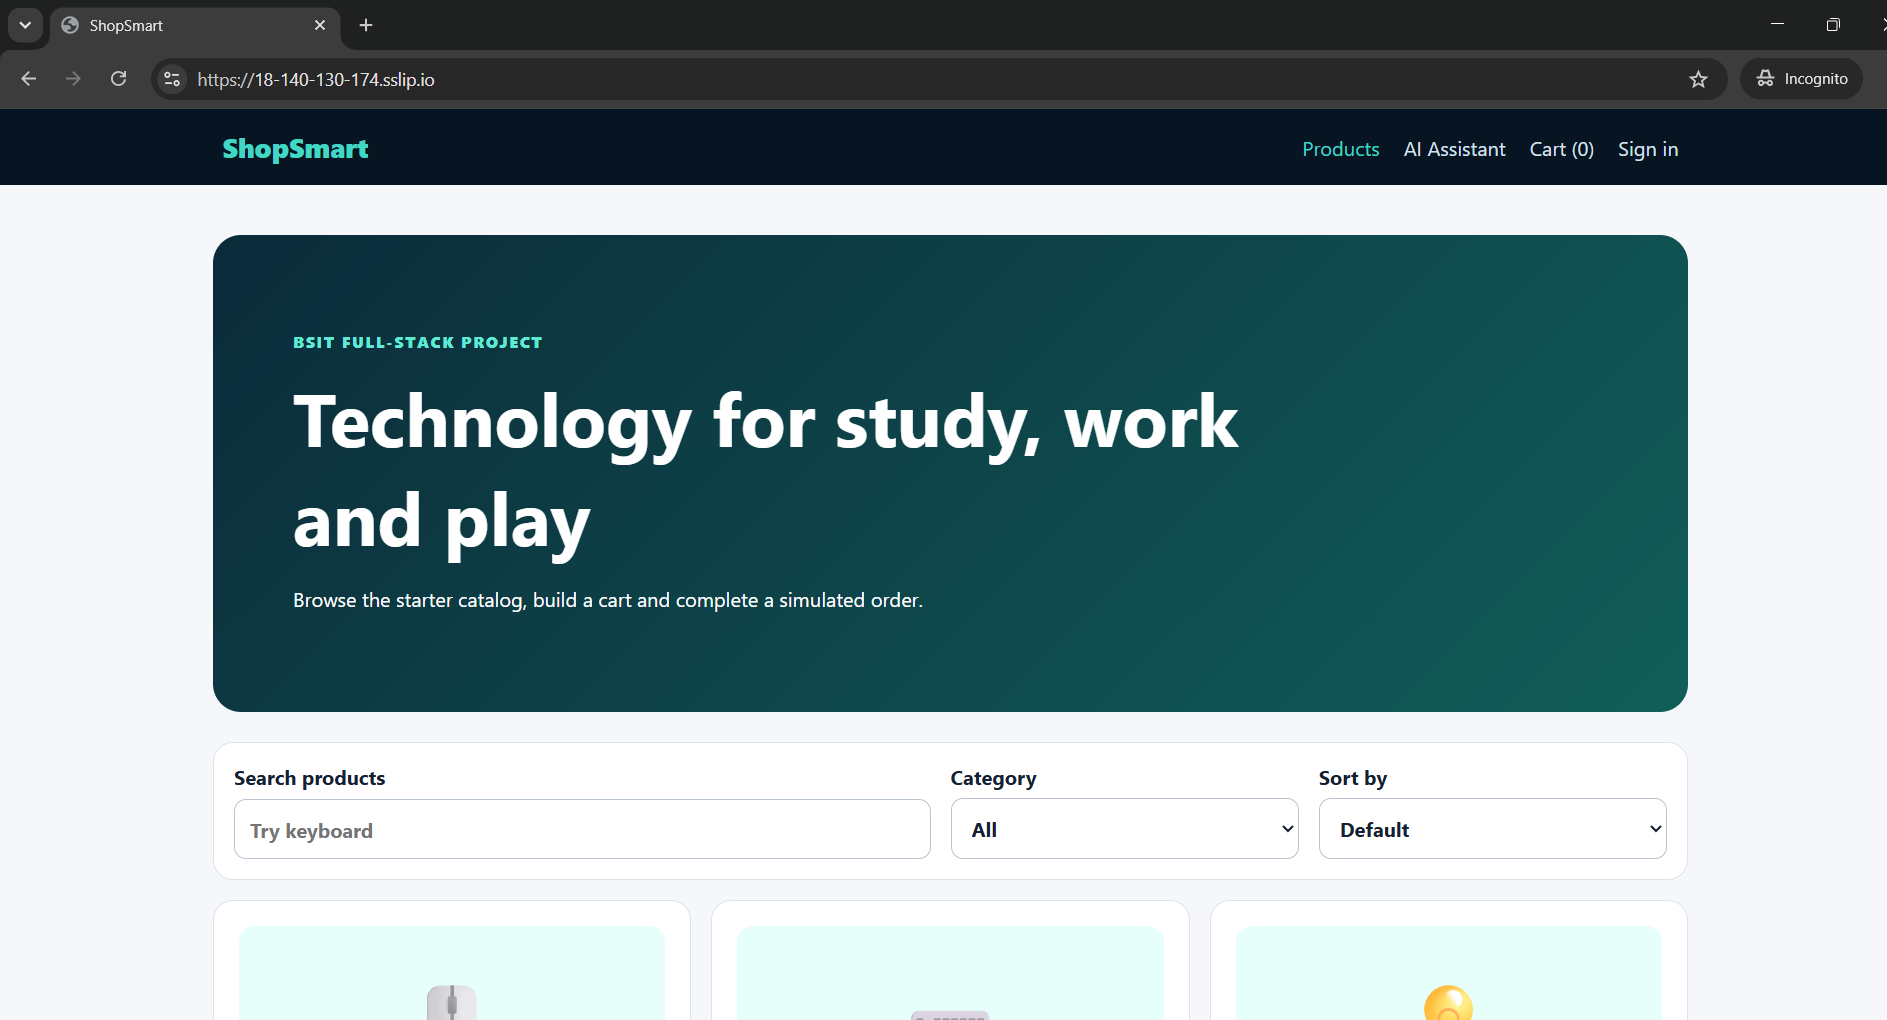 ShopSmart
https://18-140-130-174.sslip.io
Incognito
ShopSmart
Products
AI Assistant
Cart (0)
Sign in
BSIT FULL-STACK PROJECT
Technology for study, work
and play
Browse the starter catalog, build a cart and complete a simulated order.
Search products
Category
Sort by
Try keyboard
All
Default